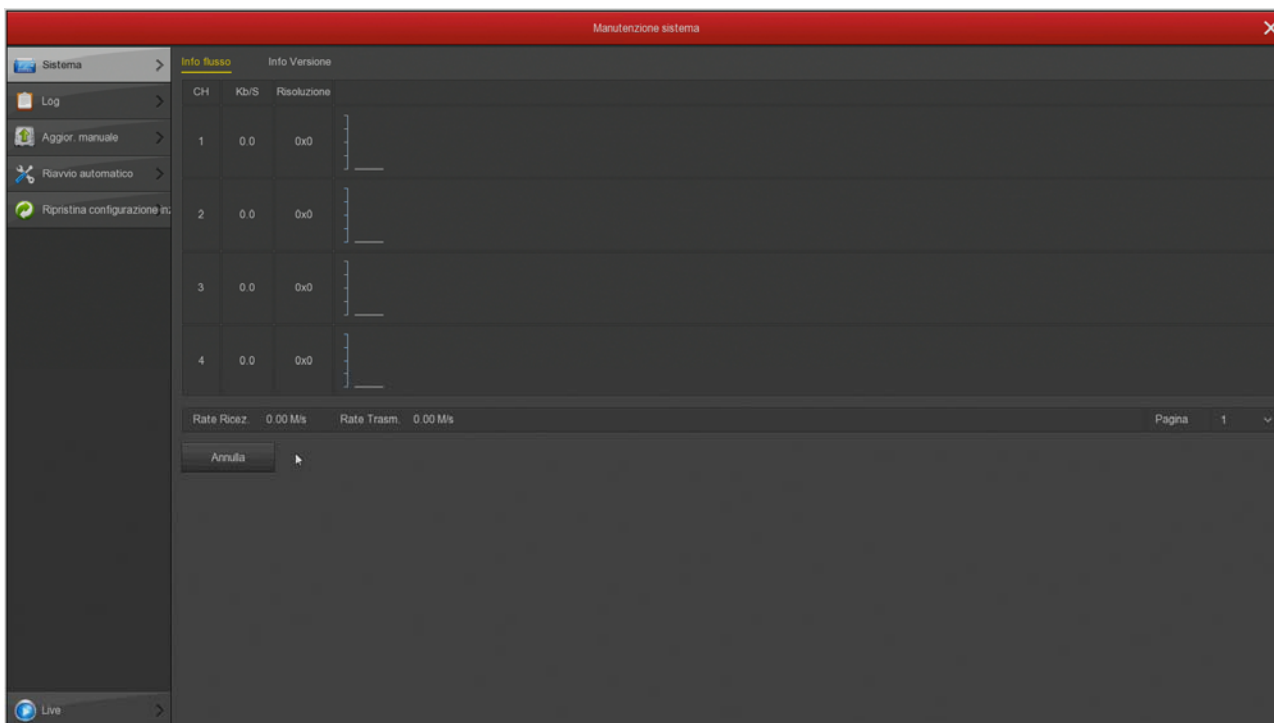 Manutenzione sistema
Sistema
Info flusso Info Versione
CH Kb/S Risoluzione
Log
Aggior. manuale
Riavvio automatico
Ripristina configurazione in
1 0.0 0x0
2 0.0 0x0
3 0.0 0x0
4 0.0 0x0
Rate Ricez. 0.00 M/s Rate Trasm. 0.00 M/s Pagina 1
Annulla
Live